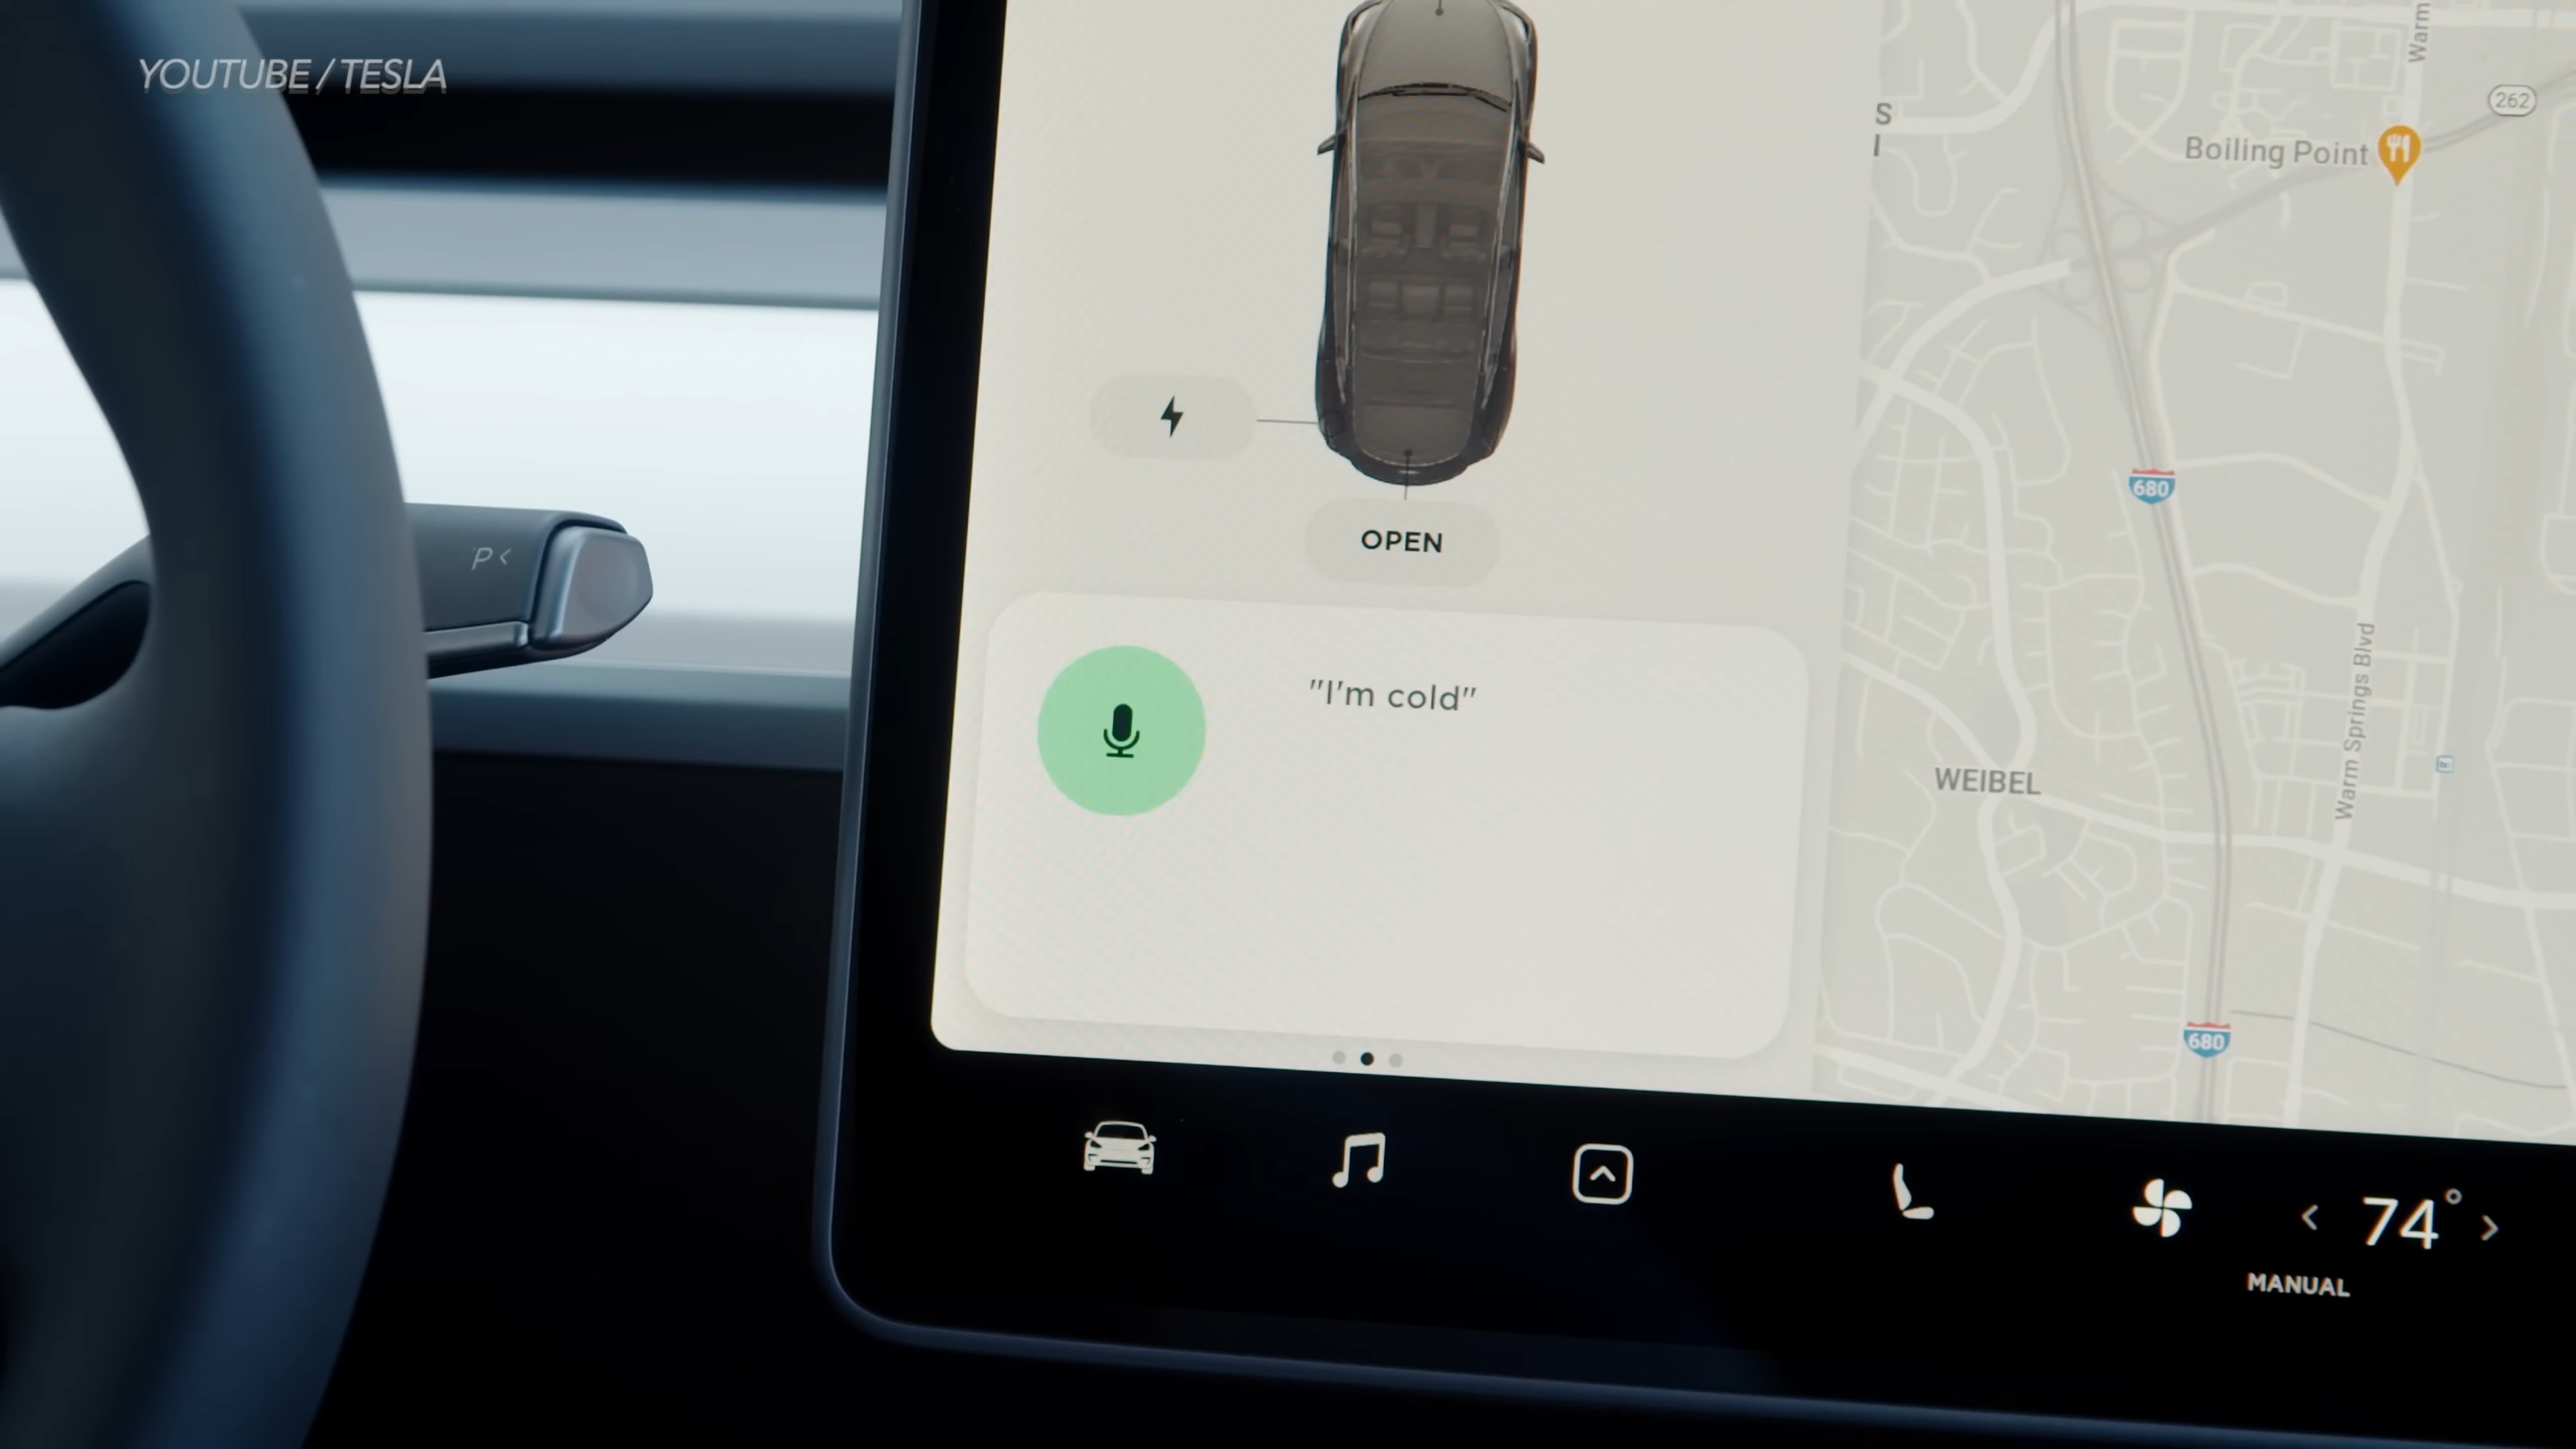 YOUTUBE / TESLA
P <
OPEN
"I'm cold"
S
I
Boiling Point
262
Warm
680
Warm Springs Blvd
WEIBEL
680
< 74° >
MANUAL